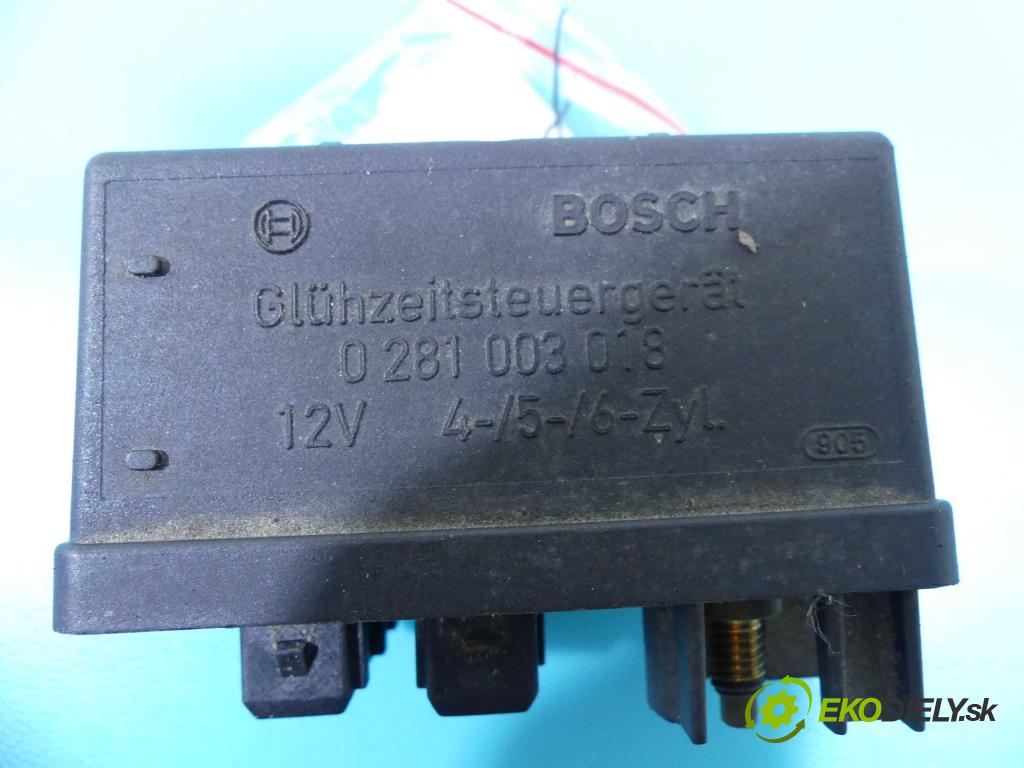 BOSCH
Glühzeitsteuergerät
0 281 003 018
12V 4-/5-/6-Zyl.
905
EKODIELY.sk